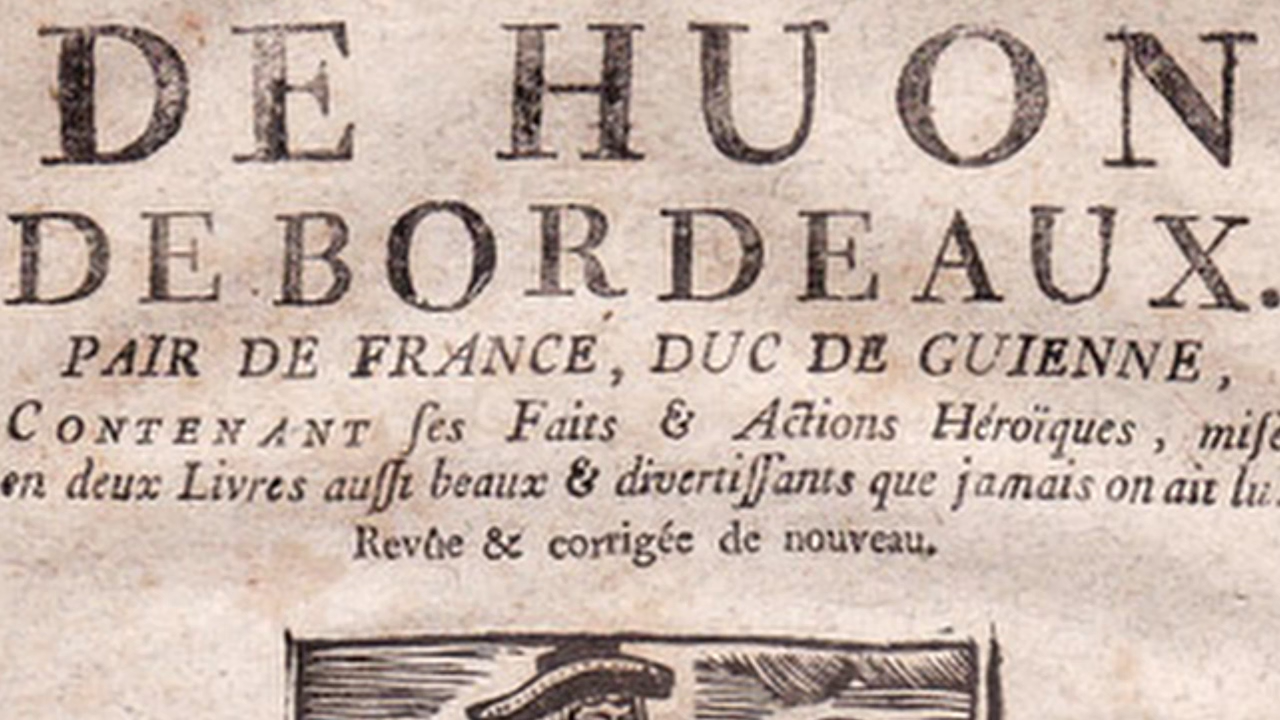 DE HUON
DE BORDEAUX.
PAIR DE FRANCE, DUC DE GUIENNE,
CONTENANT ſes Faits & Actions Héroïques, miſe
en deux Livres auſſi beaux & divertiſſants que jamais on ait lu.
Revûe & corrigée de nouveau.